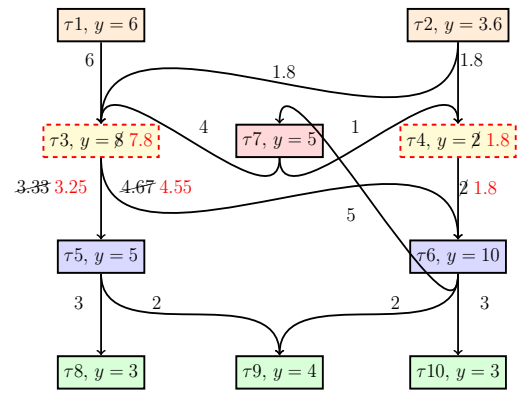 τ1, y = 6
τ2, y = 3.6
6
1.8
1.8
τ3, y = 8 7.8
4
τ7, y = 5
1
τ4, y = 2 1.8
3.33 3.25
4.67 4.55
2 1.8
5
τ5, y = 5
τ6, y = 10
3
2
2
3
τ8, y = 3
τ9, y = 4
τ10, y = 3